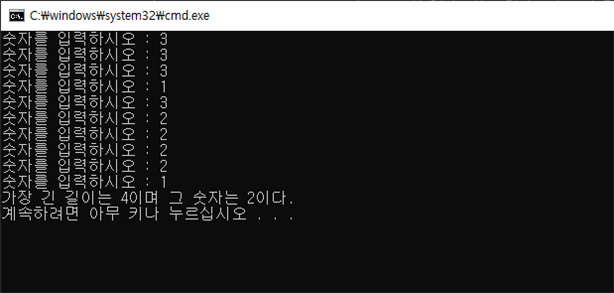 C:\windows\system32\cmd.exe
숫자를 입력하시오 : 3
숫자를 입력하시오 : 3
숫자를 입력하시오 : 3
숫자를 입력하시오 : 1
숫자를 입력하시오 : 3
숫자를 입력하시오 : 2
숫자를 입력하시오 : 2
숫자를 입력하시오 : 2
숫자를 입력하시오 : 2
숫자를 입력하시오 : 1
가장 긴 길이는 4이며 그 숫자는 2이다.
계속하려면 아무 키나 누르십시오 . . .